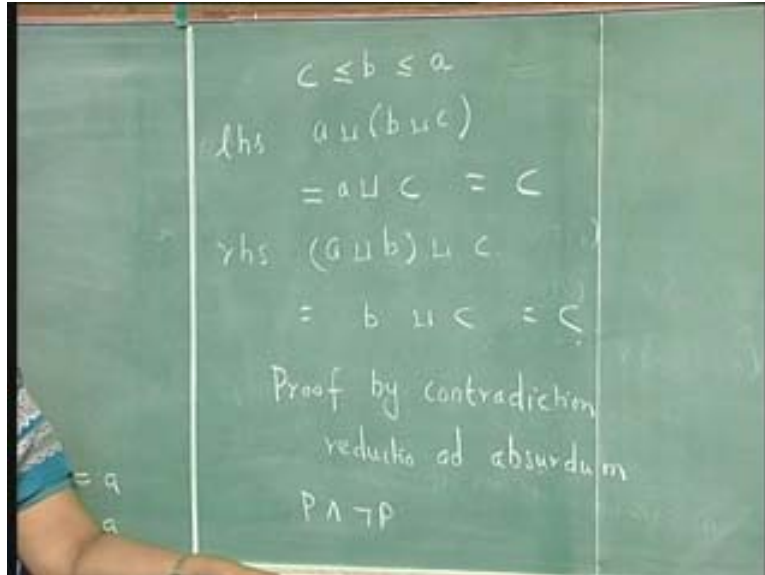 c ≤ b ≤ a
lhs a ⊔ (b ⊔ c)
= a ⊔ c = c
rhs (a ⊔ b) ⊔ c
= b ⊔ c = c
Proof by contradiction
reductio ad absurdum
P ∧ ¬P
= a
a